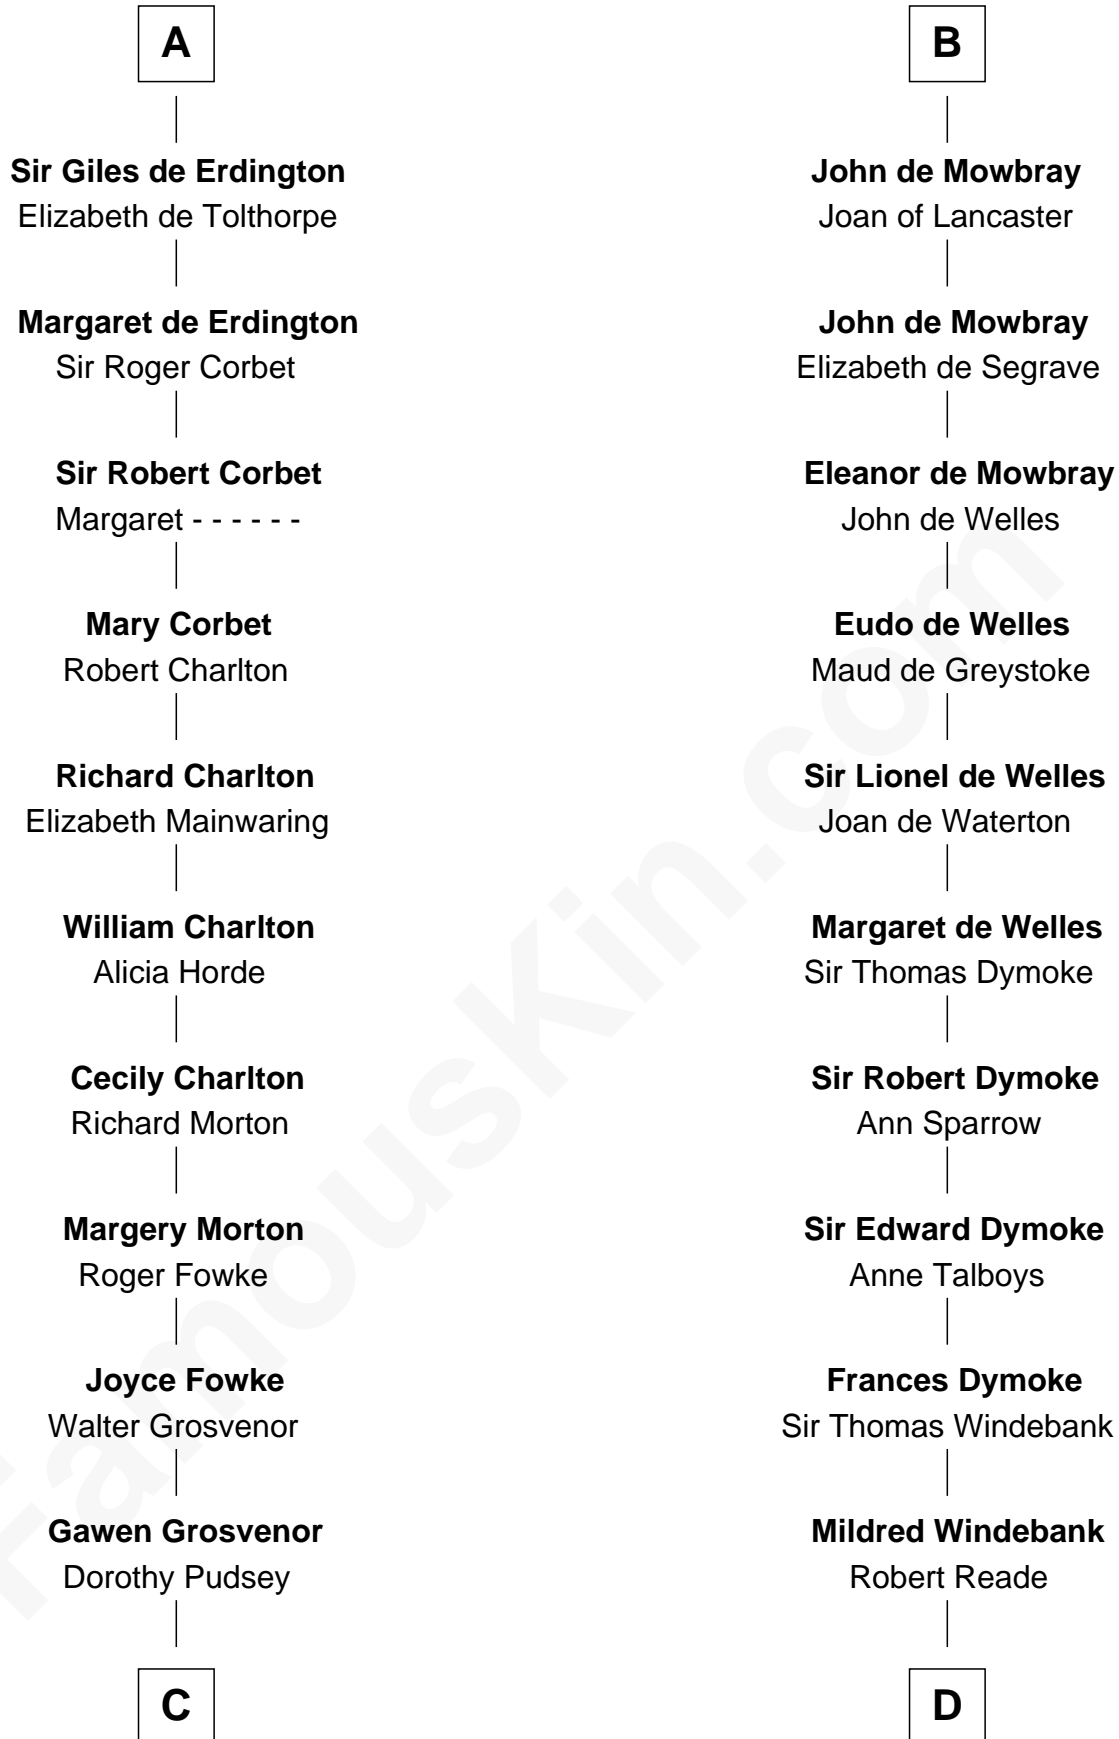 A
Sir Giles de Erdington
Elizabeth de Tolthorpe
Margaret de Erdington
Sir Roger Corbet
Sir Robert Corbet
Margaret - - - - - -
Mary Corbet
Robert Charlton
Richard Charlton
Elizabeth Mainwaring
William Charlton
Alicia Horde
Cecily Charlton
Richard Morton
Margery Morton
Roger Fowke
Joyce Fowke
Walter Grosvenor
Gawen Grosvenor
Dorothy Pudsey
C
B
John de Mowbray
Joan of Lancaster
John de Mowbray
Elizabeth de Segrave
Eleanor de Mowbray
John de Welles
Eudo de Welles
Maud de Greystoke
Sir Lionel de Welles
Joan de Waterton
Margaret de Welles
Sir Thomas Dymoke
Sir Robert Dymoke
Ann Sparrow
Sir Edward Dymoke
Anne Talboys
Frances Dymoke
Sir Thomas Windebank
Mildred Windebank
Robert Reade
D
FamousKin.com